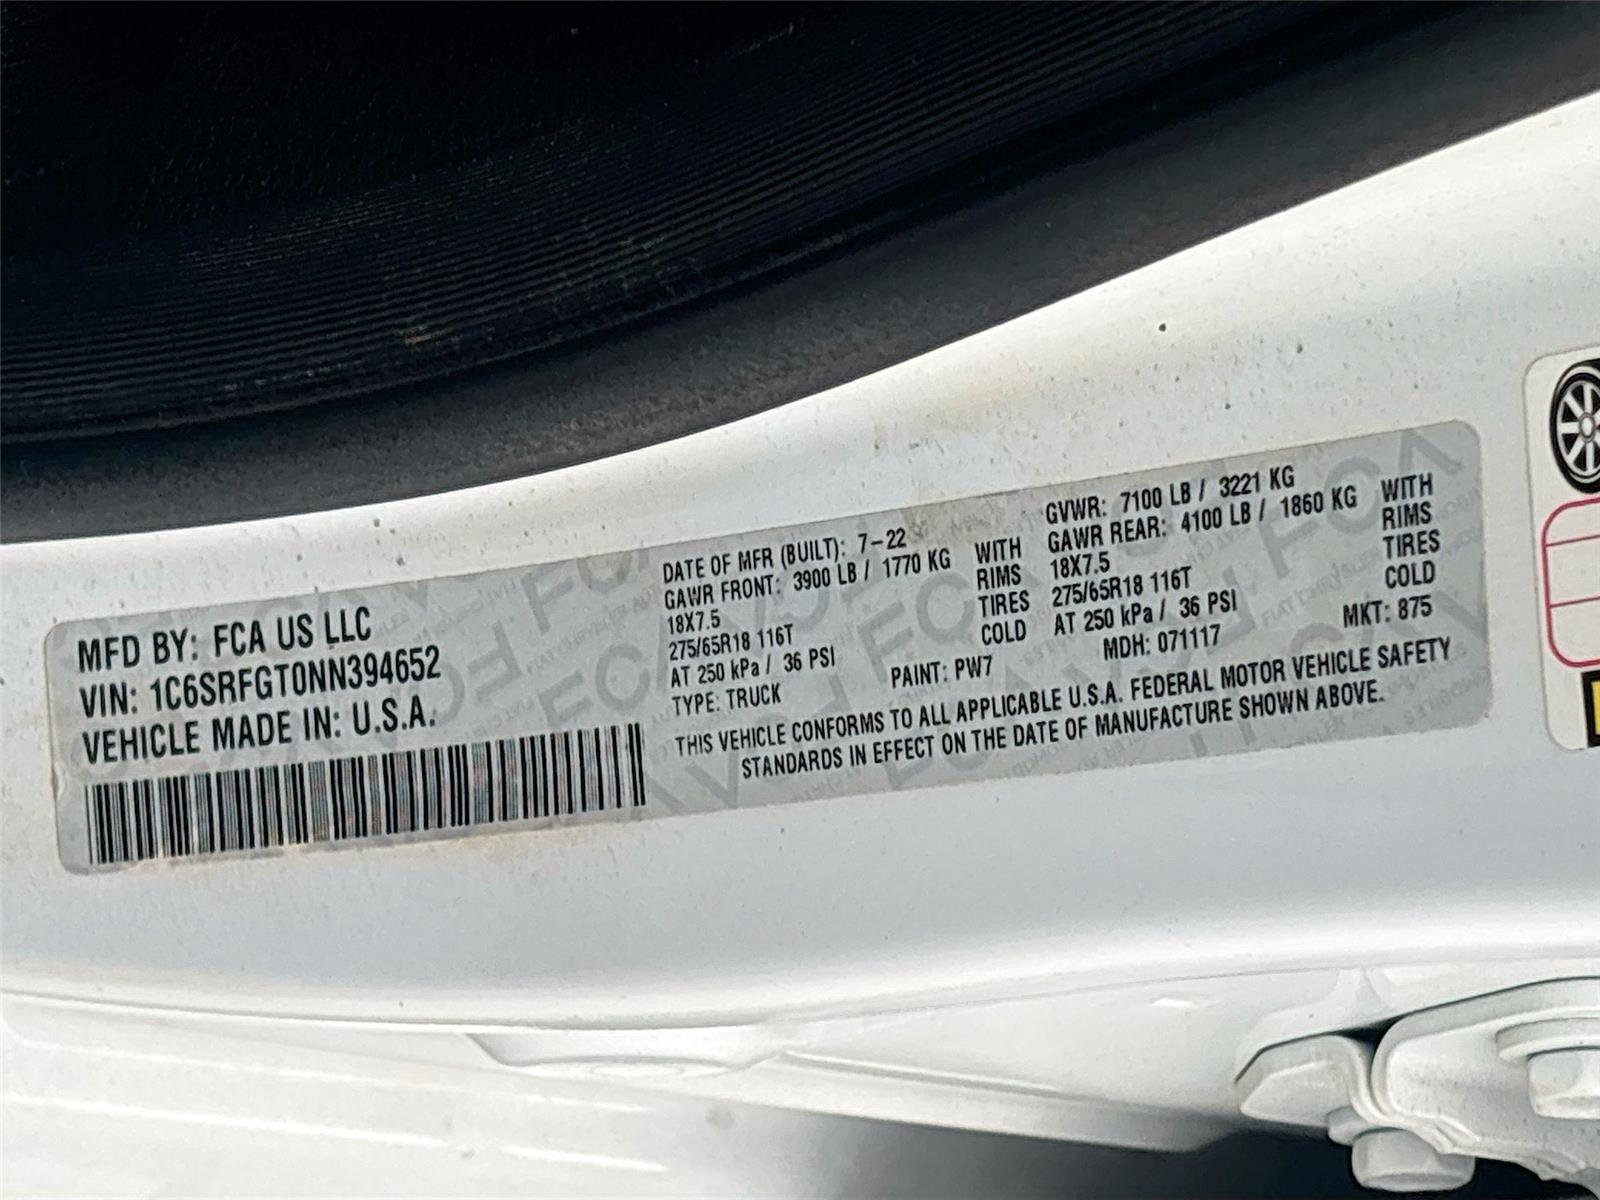 MFD BY: FCA US LLC
VIN: 1C6SRFGT0NN394652
VEHICLE MADE IN: U.S.A.
DATE OF MFR (BUILT): 7-22
GAWR FRONT: 3900 LB / 1770 KG WITH
18X7.5 RIMS
275/65R18 116T TIRES
AT 250 kPa / 36 PSI COLD
TYPE: TRUCK
GVWR: 7100 LB / 3221 KG
GAWR REAR: 4100 LB / 1860 KG WITH
18X7.5 RIMS
275/65R18 116T TIRES
AT 250 kPa / 36 PSI COLD
PAINT: PW7 MDH: 071117 MKT: 875
THIS VEHICLE CONFORMS TO ALL APPLICABLE U.S.A. FEDERAL MOTOR VEHICLE SAFETY
STANDARDS IN EFFECT ON THE DATE OF MANUFACTURE SHOWN ABOVE.